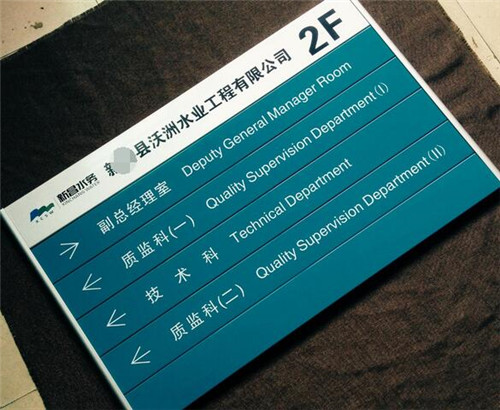 新昌水务
新 县沃洲水业工程有限公司 2F
副总经理室 Deputy General Manager Room
质监科(一) Quality Supervision Department(I)
技术科 Technical Department
质监科(二) Quality Supervision Department(II)